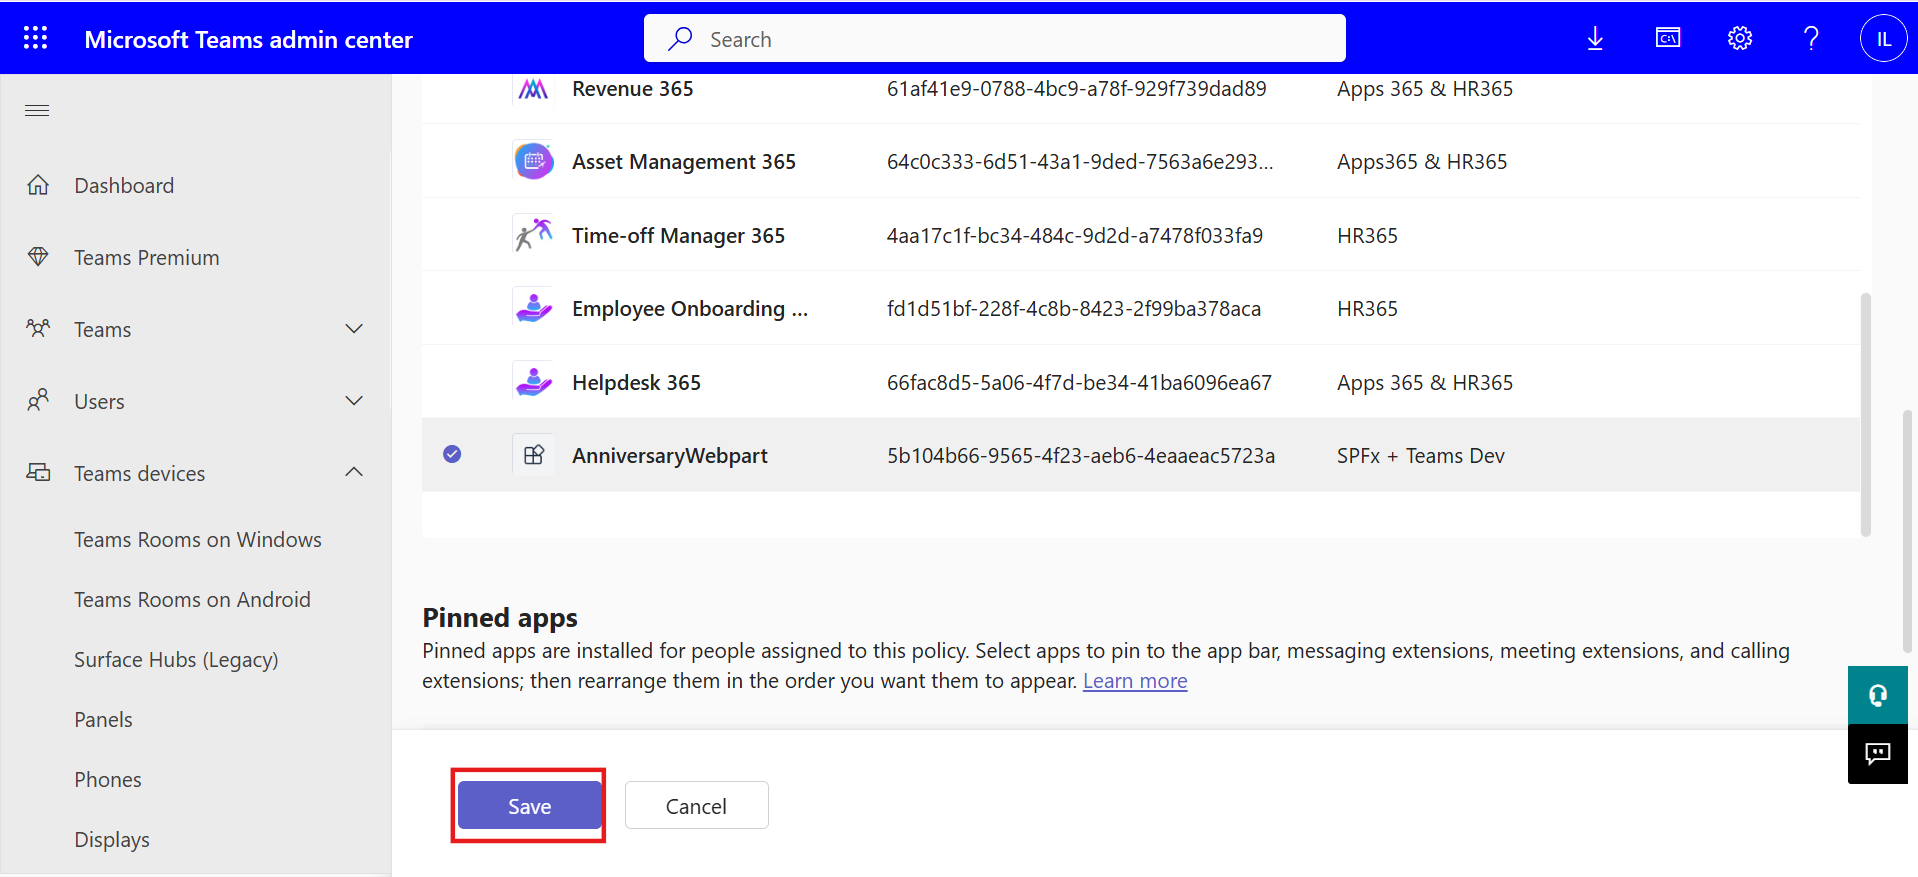 Microsoft Teams admin center
Search
C:\
?
IL
Revenue 365 61af41e9-0788-4bc9-a78f-929f739dad89 Apps 365 & HR365
Asset Management 365 64c0c333-6d51-43a1-9ded-7563a6e293... Apps365 & HR365
Time-off Manager 365 4aa17c1f-bc34-484c-9d2d-a7478f033fa9 HR365
Employee Onboarding ... fd1d51bf-228f-4c8b-8423-2f99ba378aca HR365
Helpdesk 365 66fac8d5-5a06-4f7d-be34-41ba6096ea67 Apps 365 & HR365
AnniversaryWebpart 5b104b66-9565-4f23-aeb6-4eaaeac5723a SPFx + Teams Dev
Dashboard
Teams Premium
Teams
Users
Teams devices
Teams Rooms on Windows
Teams Rooms on Android
Surface Hubs (Legacy)
Panels
Phones
Displays
Pinned apps
Pinned apps are installed for people assigned to this policy. Select apps to pin to the app bar, messaging extensions, meeting extensions, and calling
extensions; then rearrange them in the order you want them to appear. Learn more
Save
Cancel